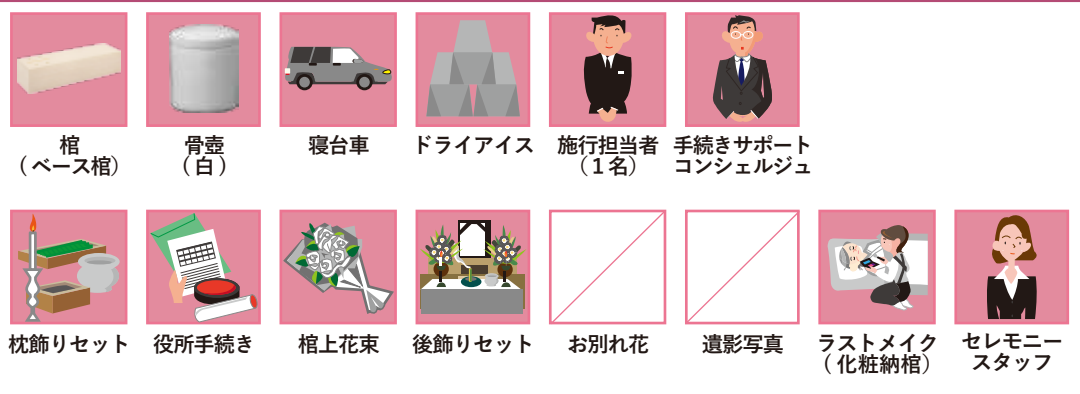 棺
（ベース棺）
骨壺
（白）
寝台車
ドライアイス
施行担当者
（１名）
手続きサポート
コンシェルジュ
枕飾りセット
役所手続き
棺上花束
後飾りセット
お別れ花
遺影写真
ラストメイク
（化粧納棺）
セレモニー
スタッフ